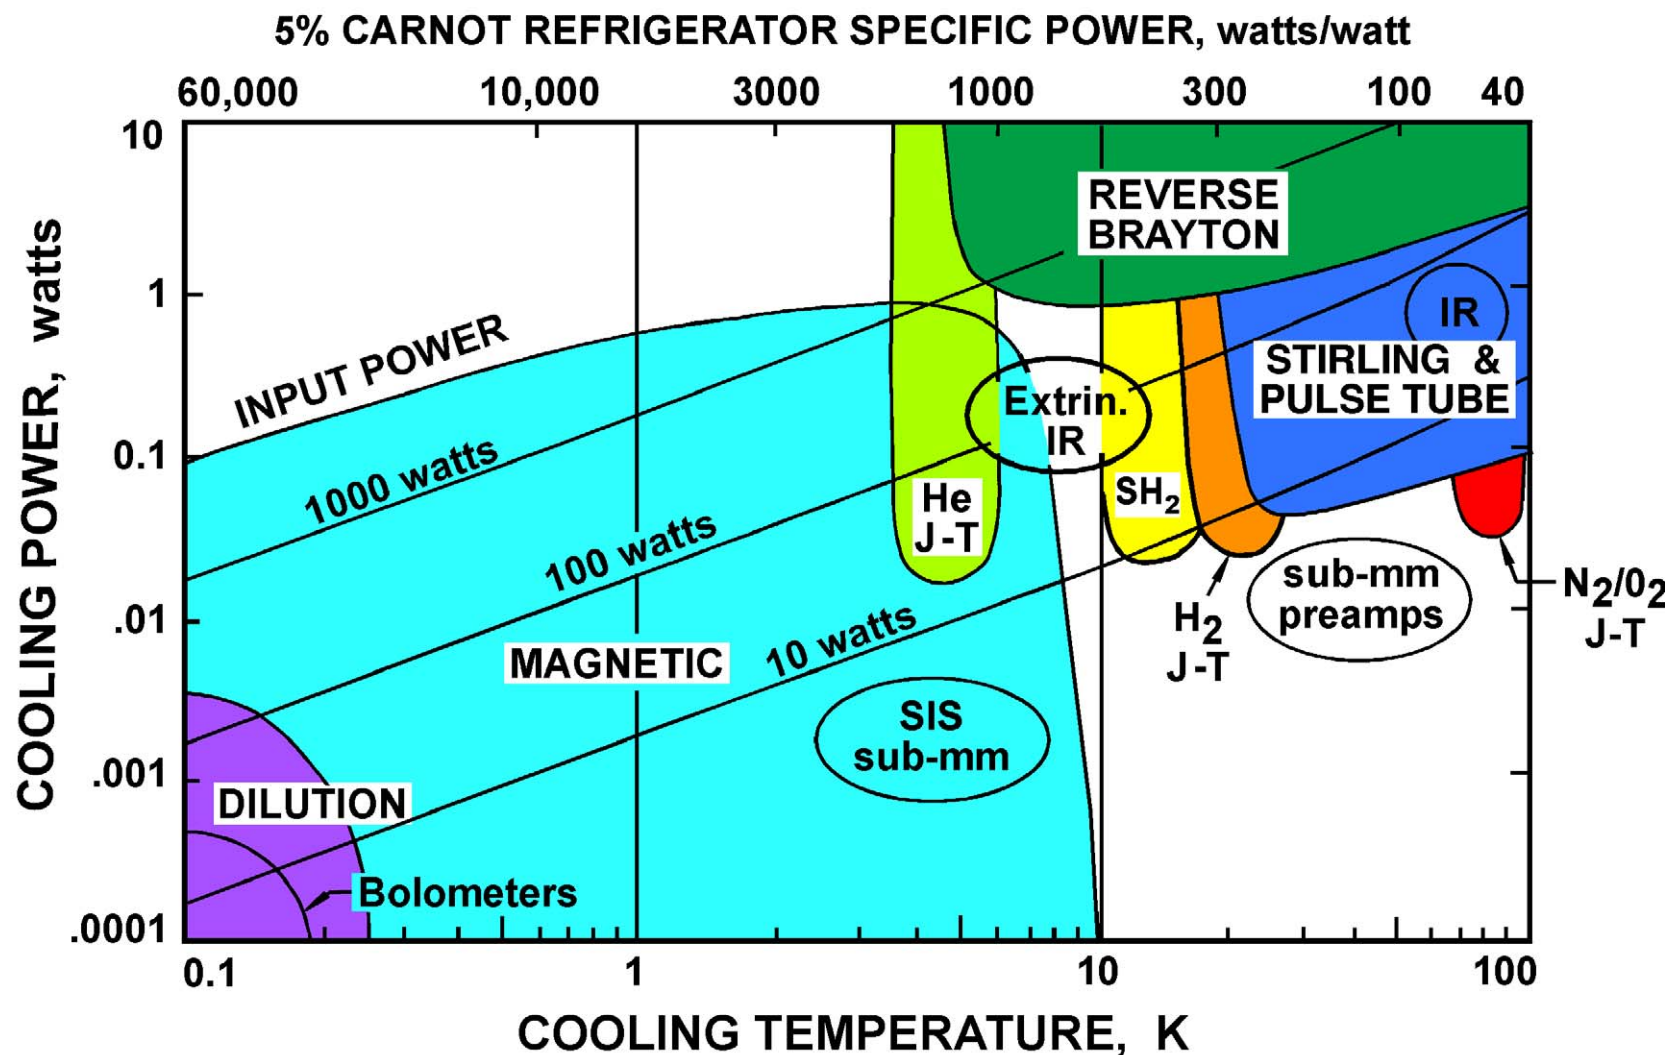 5% CARNOT REFRIGERATOR SPECIFIC POWER, watts/watt
60,000 10,000 3000 1000 300 100 40
COOLING POWER, watts
10
1
0.1
.01
.001
.0001
REVERSE
BRAYTON
IR
STIRLING &
PULSE TUBE
INPUT POWER
1000 watts
100 watts
10 watts
Extrin.
IR
He
J-T
SH₂
H₂
J-T
sub-mm
preamps
N₂/0₂
J-T
MAGNETIC
SIS
sub-mm
DILUTION
Bolometers
0.1 1 10 100
COOLING TEMPERATURE, K